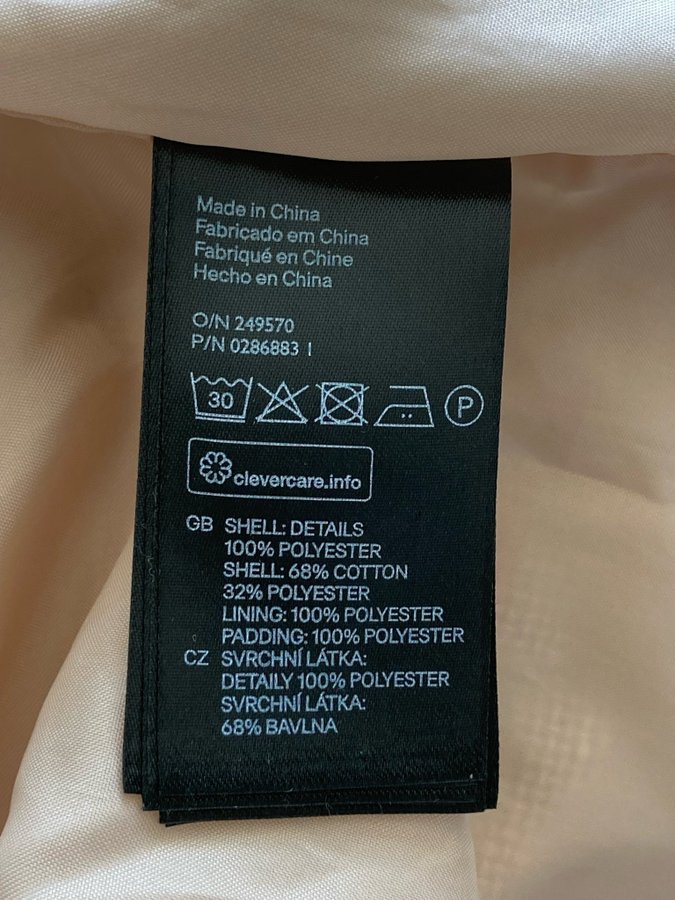 Made in China
Fabricado em China
Fabriqué en Chine
Hecho en China
O/N 249570
P/N 0286883 1
30 P
clevercare.info
GB SHELL: DETAILS
100% POLYESTER
SHELL: 68% COTTON
32% POLYESTER
LINING: 100% POLYESTER
PADDING: 100% POLYESTER
CZ SVRCHNÍ LÁTKA:
DETAILY 100% POLYESTER
SVRCHNÍ LÁTKA:
68% BAVLNA